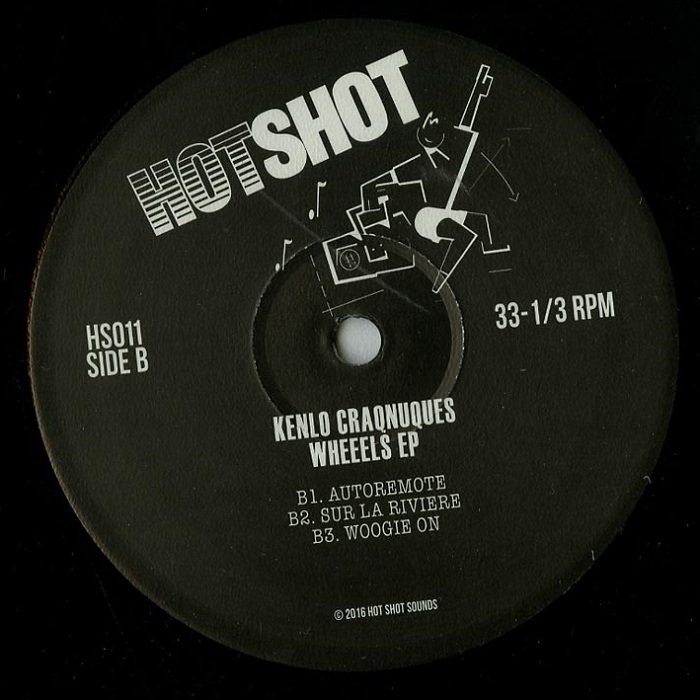 HOTSHOT
HS011
SIDE B
33-1/3 RPM
KENLO CRAQNUQUES
WHEEELS EP
B1. AUTOREMOTE
B2. SUR LA RIVIERE
B3. WOOGIE ON
© 2016 HOT SHOT SOUNDS